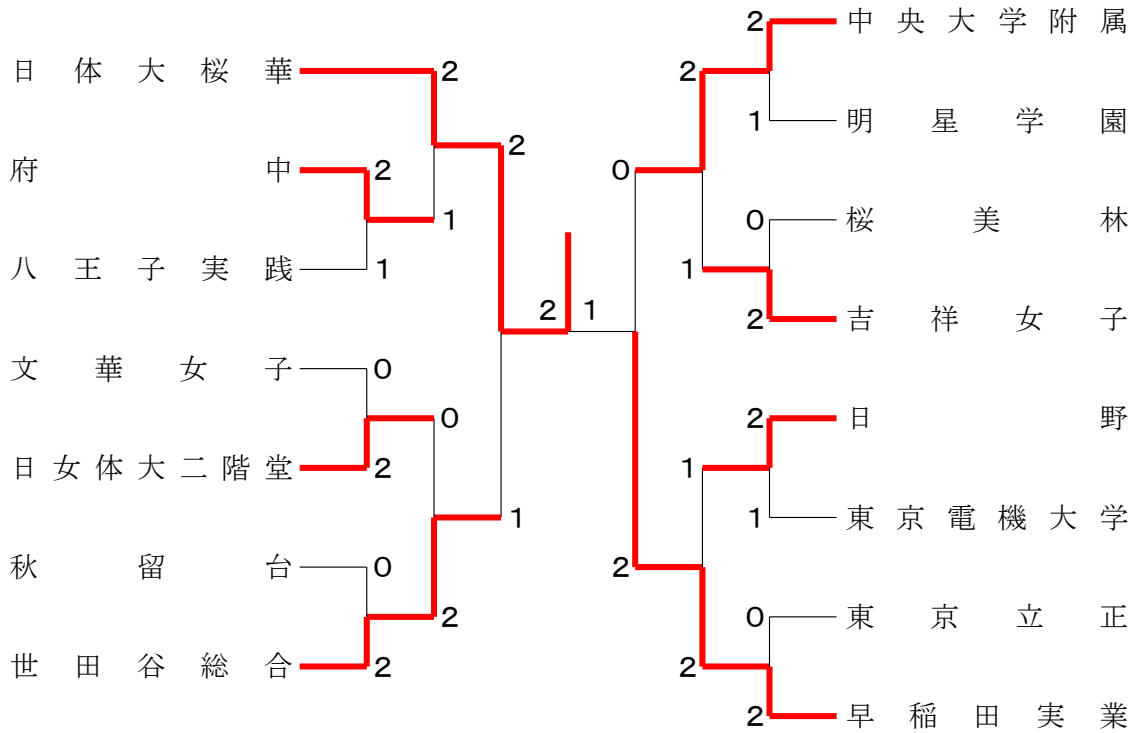 日体大桜華
府中
八王子実践
文華女子
日女体大二階堂
秋留台
世田谷総合
2
2
1
1
0
2
0
2
2
1
0
2
2
1
2
1
0
2
2
1
1
2
2
1
0
2
2
1
0
2
中央大学附属
明星学園
桜美林
吉祥女子
日野
東京電機大学
東京立正
早稲田実業